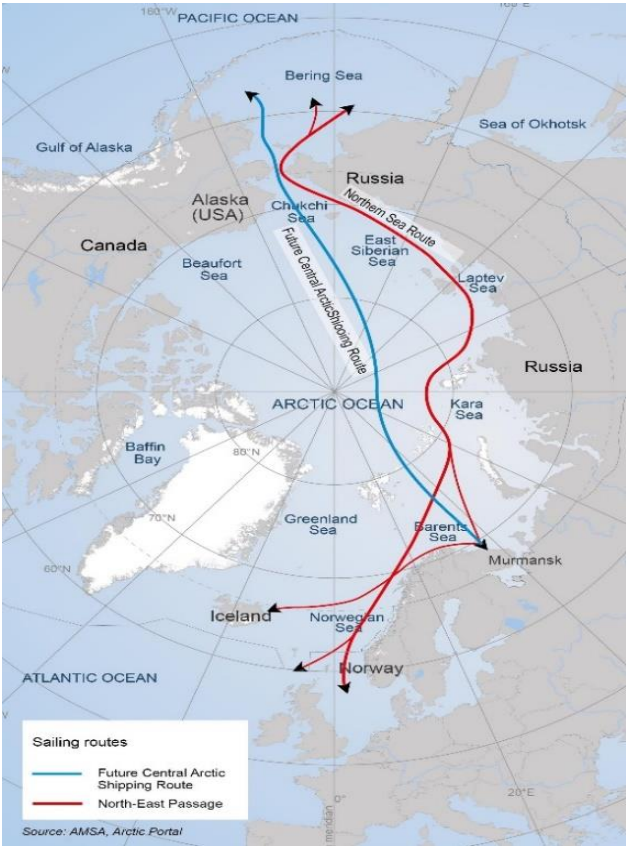 160°W
160°E
PACIFIC OCEAN
Bering Sea
Sea of Okhotsk
Gulf of Alaska
Russia
Alaska
(USA)
Northern Sea Route
Chukchi
Sea
Canada
East
Siberian
Sea
Beaufort
Sea
Future Central ArcticShipping Route
Laptev
Sea
Russia
ARCTIC OCEAN
Kara
Sea
Baffin
Bay
80°N
Greenland
Sea
70°N
Barents
Sea
Murmansk
60°N
Iceland
Norwegian
Sea
Norway
ATLANTIC OCEAN
Sailing routes
Future Central Arctic
Shipping Route
North-East Passage
0°
meridian
20°E
Source: AMSA, Arctic Portal